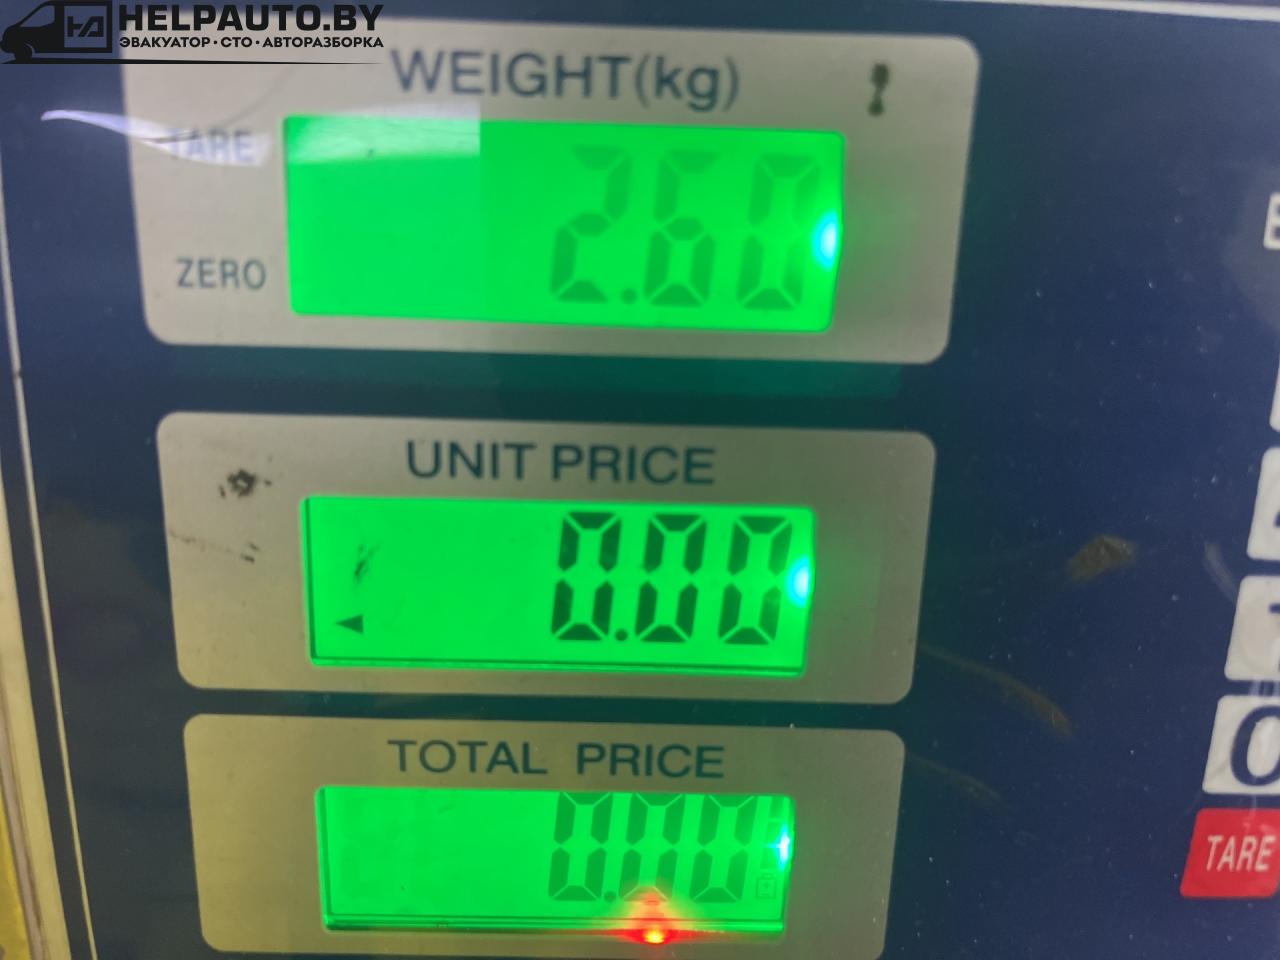 HELPAUTO.BY
ЭВАКУАТОР · СТО · АВТОРАЗБОРКА
WEIGHT(kg)
TARE
2.60
ZERO
UNIT PRICE
0.00
TOTAL PRICE
0.00
0
TARE